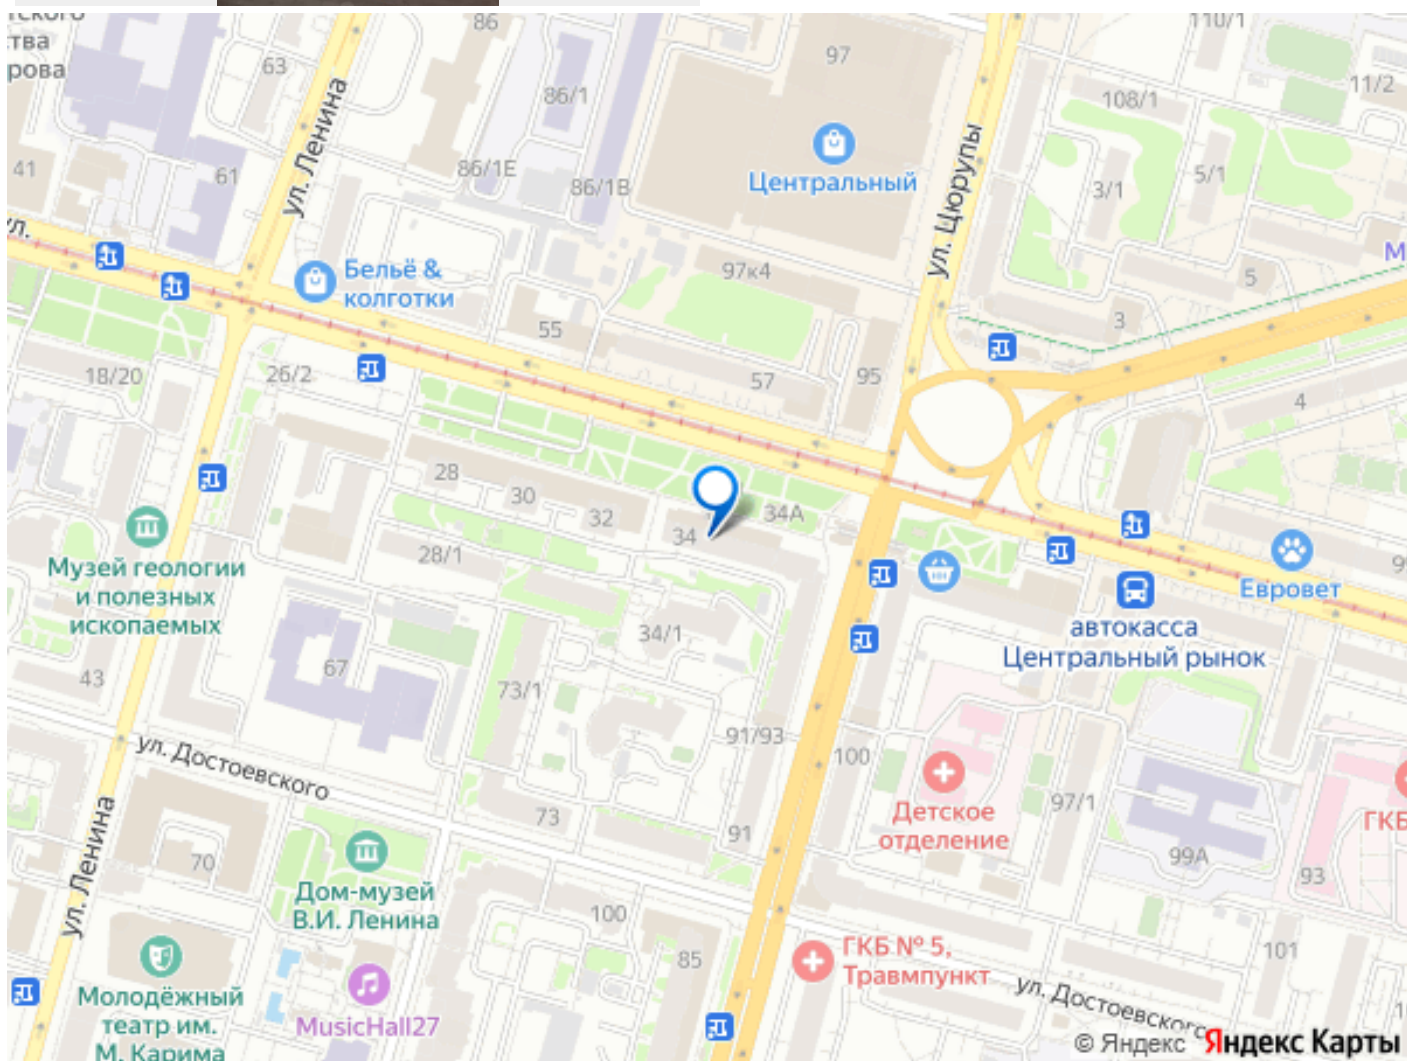 тского
тва
рова
86
97
110/1
63
ул. Ленина
86/1
11/2
108/1
41
61
86/1Е
86/1В
Центральный
ул. Цюрупы
3/1
5/1
ул.
Бельё &
колготки
97к4
М
5
55
3
18/20
26/2
57
95
4
28
30
32
34
34А
28/1
Музей геологии
и полезных
ископаемых
Евровет
автокасса
Центральный рынок
34/1
67
43
73/1
91/93
ул. Достоевского
100
Детское
отделение
97/1
ГКБ
73
91
99А
93
70
ул. Ленина
Дом-музей
В.И. Ленина
100
85
ГКБ № 5,
Травмпункт
101
Молодёжный
театр им.
М. Карима
MusicHall27
ул. Достоевского
© Яндекс Яндекс Карты